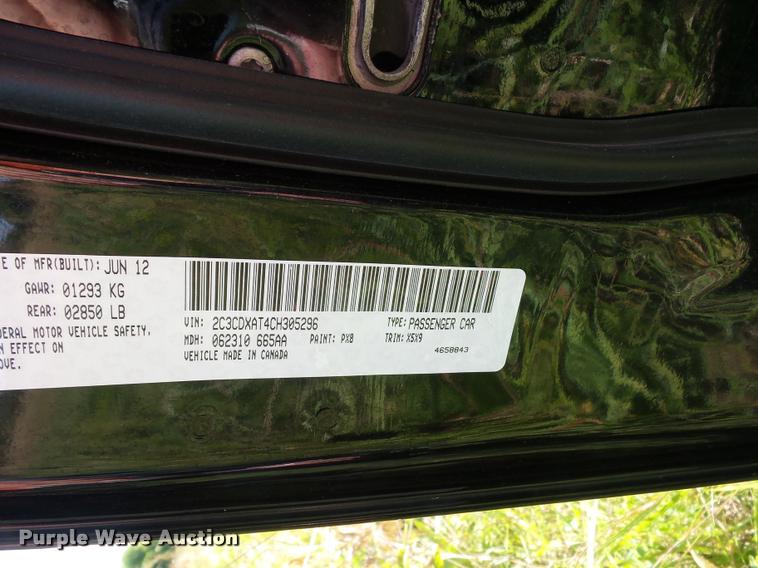 E OF MFR(BUILT): JUN 12
GAWR: 01293 KG
REAR: 02850 LB
DERAL MOTOR VEHICLE SAFETY,
N EFFECT ON
OVE.
VIN: 2C3CDXAT4CH305296 TYPE: PASSENGER CAR
MDH: 062310 665AA PAINT: PX8 TRIM: X5X9
VEHICLE MADE IN CANADA 4658843
Purple Wave Auction